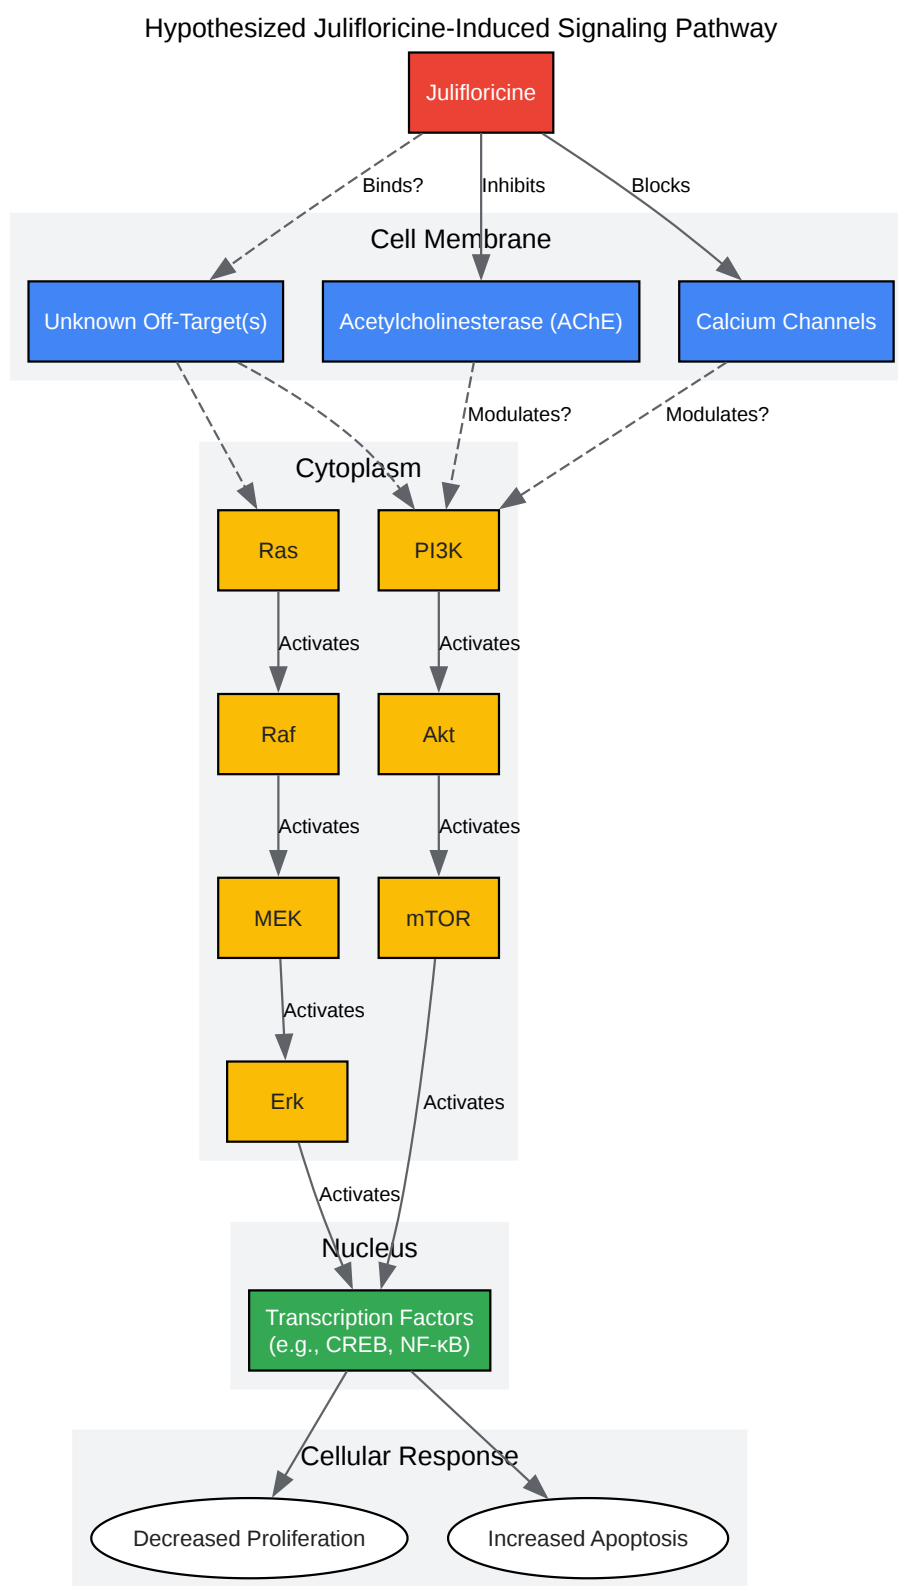 Hypothesized Julifloricine-Induced Signaling Pathway
Julifloricine
Binds?
Inhibits
Blocks
Cell Membrane
Unknown Off-Target(s)
Acetylcholinesterase (AChE)
Calcium Channels
Modulates?
Modulates?
Cytoplasm
Ras
PI3K
Activates
Activates
Raf
Akt
Activates
Activates
MEK
mTOR
Activates
Erk
Activates
Activates
Nucleus
Transcription Factors
(e.g., CREB, NF-κB)
Cellular Response
Decreased Proliferation
Increased Apoptosis